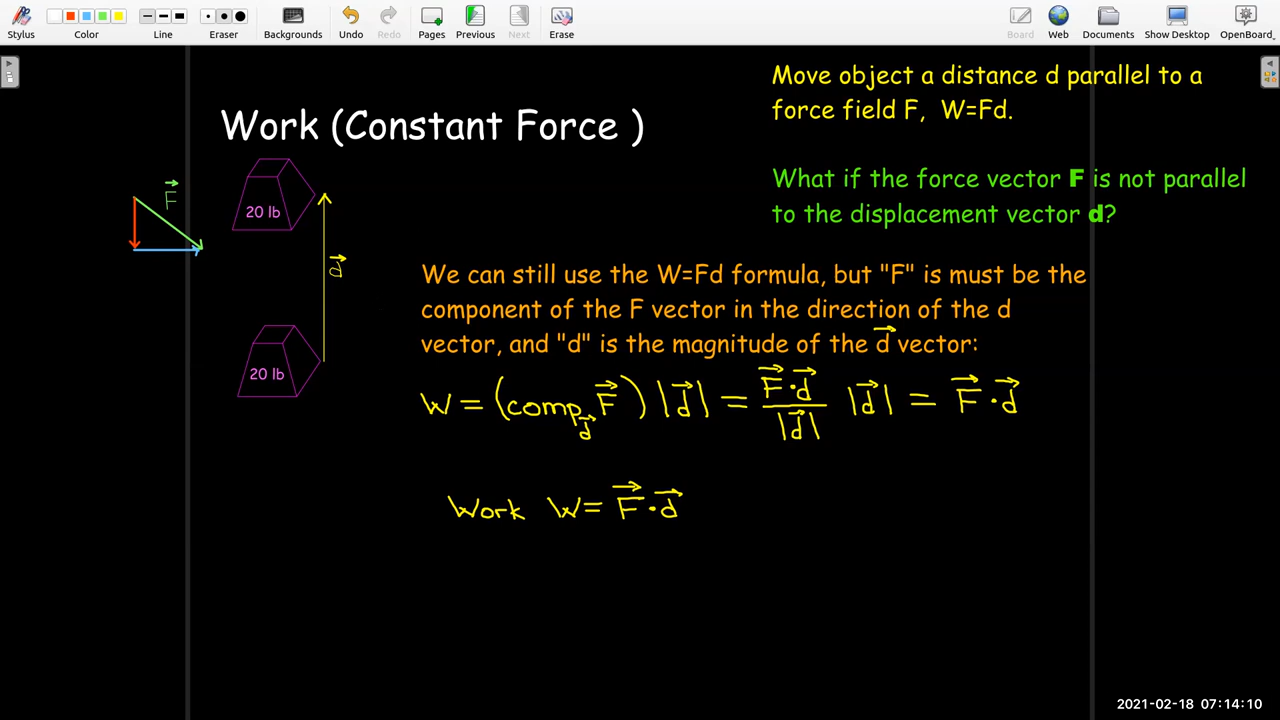 Stylus Color Line Eraser Backgrounds Undo Redo Pages Previous Next Erase Board Web Documents Show Desktop OpenBoard
Move object a distance d parallel to a
force field F, W=Fd.
Work (Constant Force )
What if the force vector F is not parallel
to the displacement vector d?
F⃗
20 lb
d⃗
20 lb
We can still use the W=Fd formula, but "F" is must be the
component of the F vector in the direction of the d
vector, and "d" is the magnitude of the d⃗ vector:
W = (comp_d⃗ F⃗) |d⃗| = (F⃗·d⃗)/|d⃗| |d⃗| = F⃗·d⃗
Work W= F⃗·d⃗
2021-02-18 07:14:10